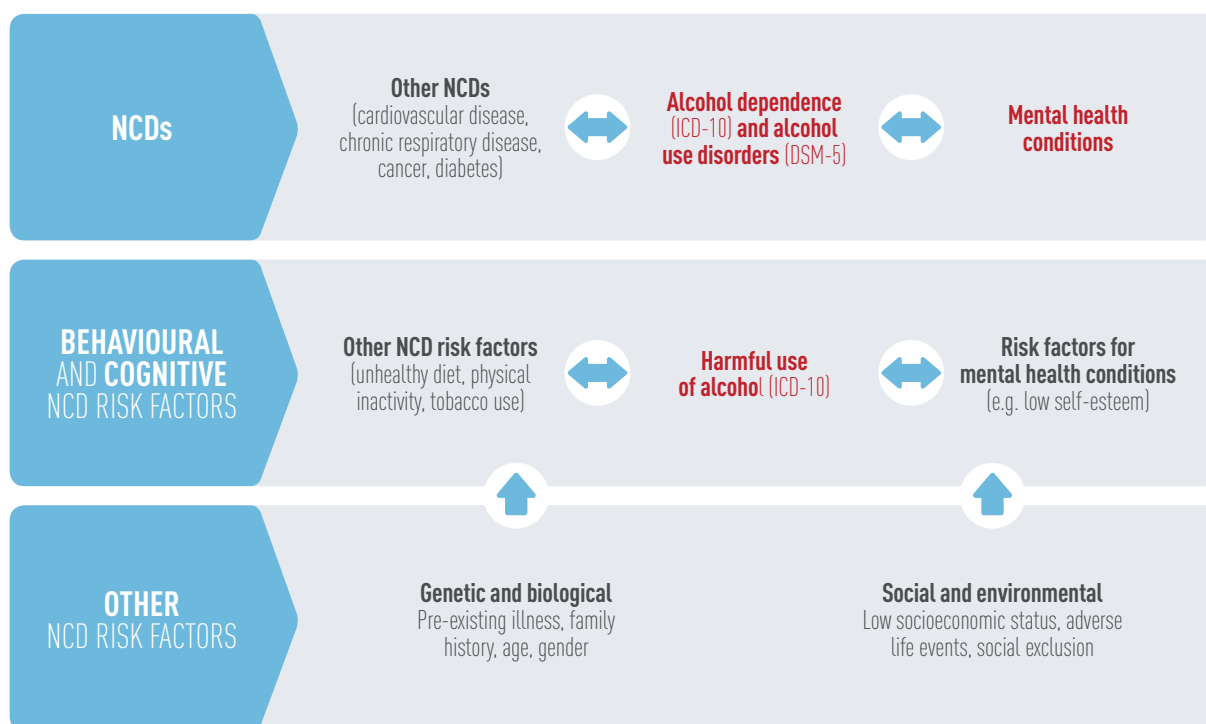 NCDs
Other NCDs
(cardiovascular disease,
chronic respiratory disease,
cancer, diabetes)
Alcohol dependence
(ICD-10) and alcohol
use disorders (DSM-5)
Mental health
conditions
BEHAVIOURAL
AND COGNITIVE
NCD RISK FACTORS
Other NCD risk factors
(unhealthy diet, physical
inactivity, tobacco use)
Harmful use
of alcohol (ICD-10)
Risk factors for
mental health conditions
(e.g. low self-esteem)
OTHER
NCD RISK FACTORS
Genetic and biological
Pre-existing illness, family
history, age, gender
Social and environmental
Low socioeconomic status, adverse
life events, social exclusion